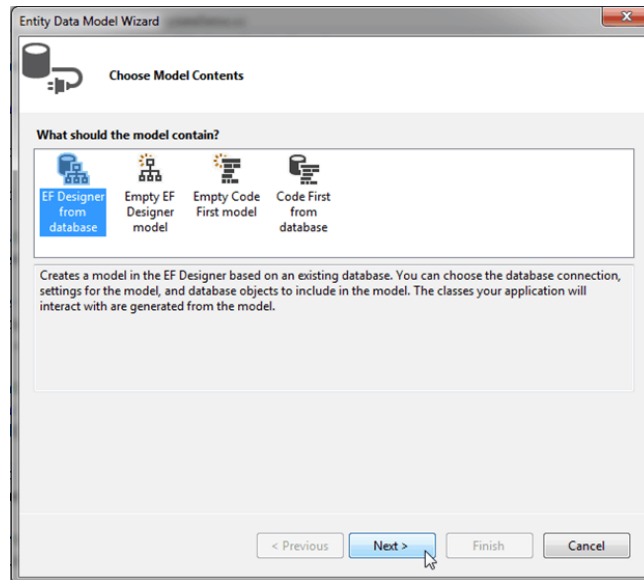 Entity Data Model Wizard
Choose Model Contents
What should the model contain?
EF Designer
from
database
Empty EF
Designer
model
Empty Code
First model
Code First
from
database
Creates a model in the EF Designer based on an existing database. You can choose the database connection,
settings for the model, and database objects to include in the model. The classes your application will
interact with are generated from the model.
< Previous
Next >
Finish
Cancel